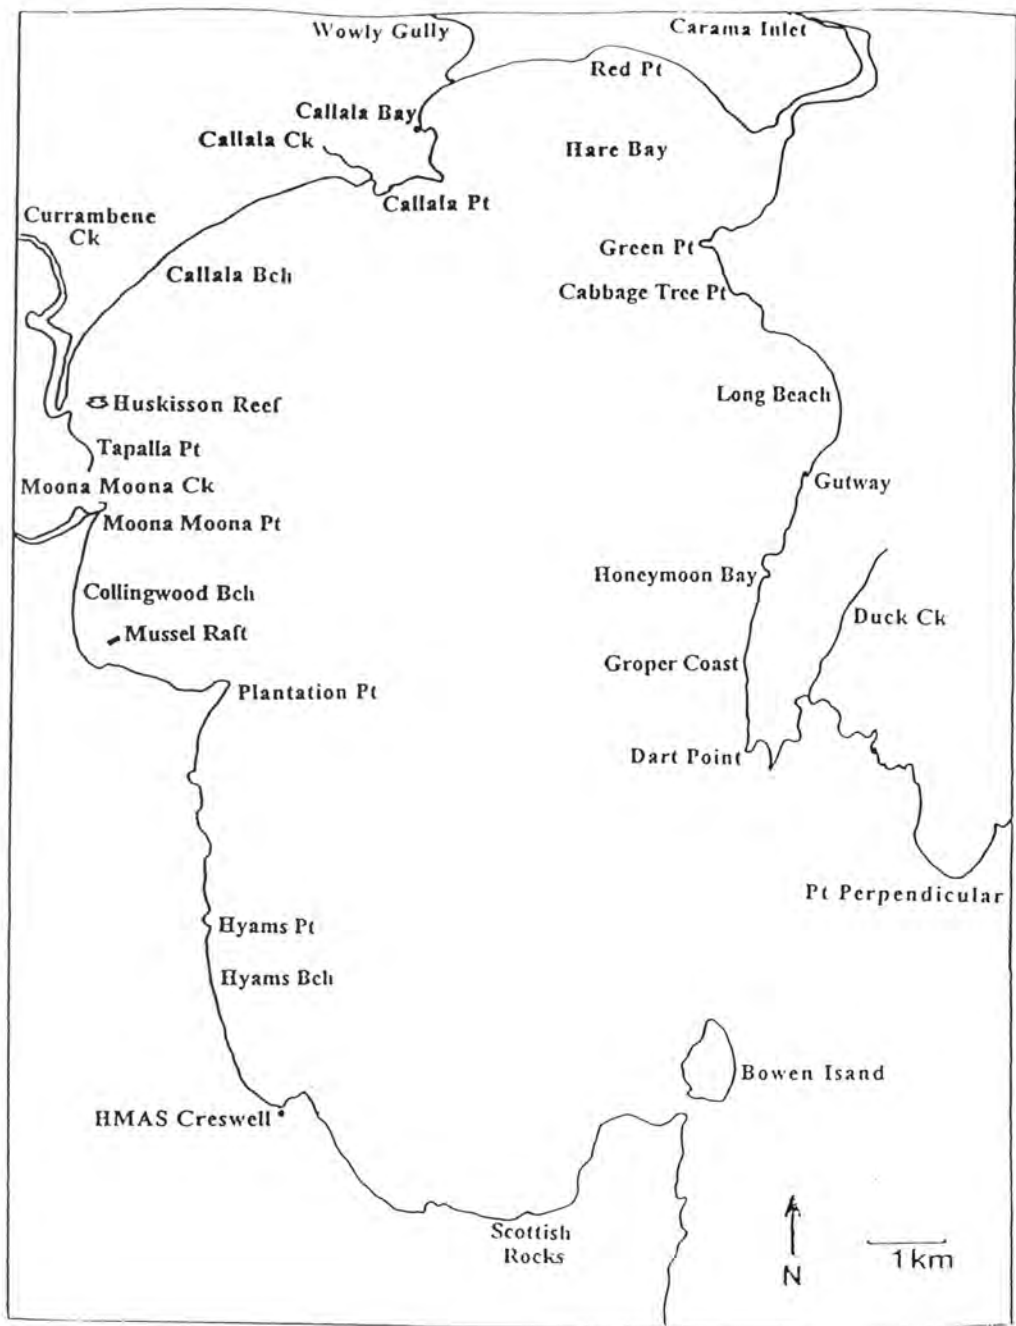 Wowly Gully
Carama Inlet
Red Pt
Callala Bay
Callala Ck
Hare Bay
Callala Pt
Currambene
Ck
Green Pt
Callala Bch
Cabbage Tree Pt
Long Beach
Huskisson Reef
Tapalla Pt
Moona Moona Ck
Gutway
Moona Moona Pt
Honeymoon Bay
Collingwood Bch
Duck Ck
Mussel Raft
Groper Coast
Plantation Pt
Dart Point
Pt Perpendicular
Hyams Pt
Hyams Bch
Bowen Isand
HMAS Creswell
Scottish
Rocks
N
1 km